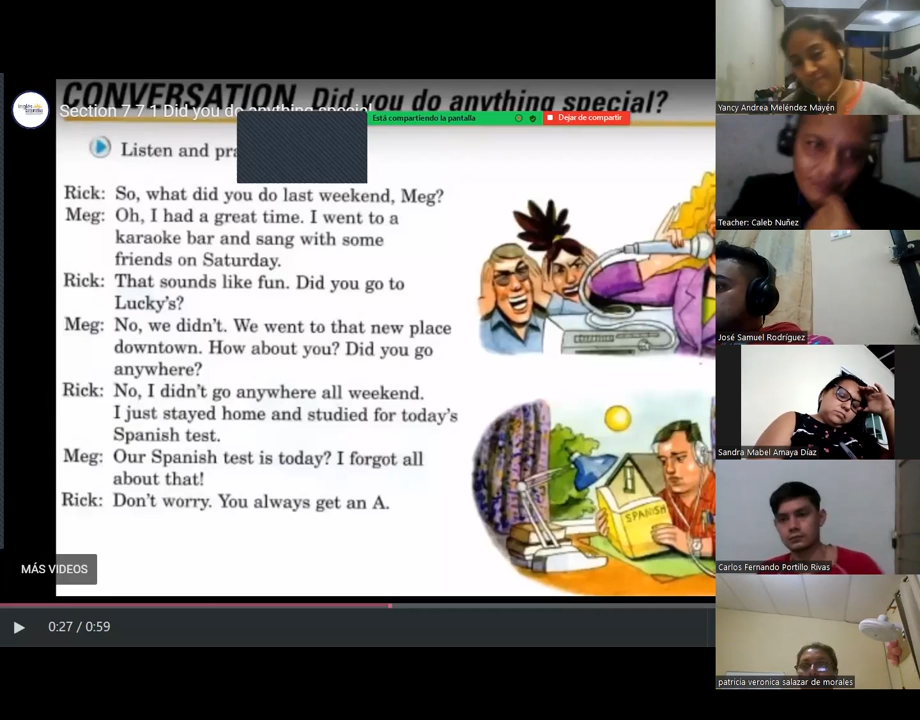 CONVERSATION Did you do anything special?
Section 7 7 1 Did you do anything special
Está compartiendo la pantalla
Dejar de compartir
Listen and pra
Rick: So, what did you do last weekend, Meg?
Meg: Oh, I had a great time. I went to a
karaoke bar and sang with some
friends on Saturday.
Rick: That sounds like fun. Did you go to
Lucky's?
Meg: No, we didn't. We went to that new place
downtown. How about you? Did you go
anywhere?
Rick: No, I didn't go anywhere all weekend.
I just stayed home and studied for today's
Spanish test.
Meg: Our Spanish test is today? I forgot all
about that!
Rick: Don't worry. You always get an A.
SPANISH
MÁS VIDEOS
0:27 / 0:59
Yancy Andrea Meléndez Mayén
Teacher: Caleb Nuñez
José Samuel Rodríguez
Sandra Mabel Amaya Díaz
Carlos Fernando Portillo Rivas
patricia veronica salazar de morales